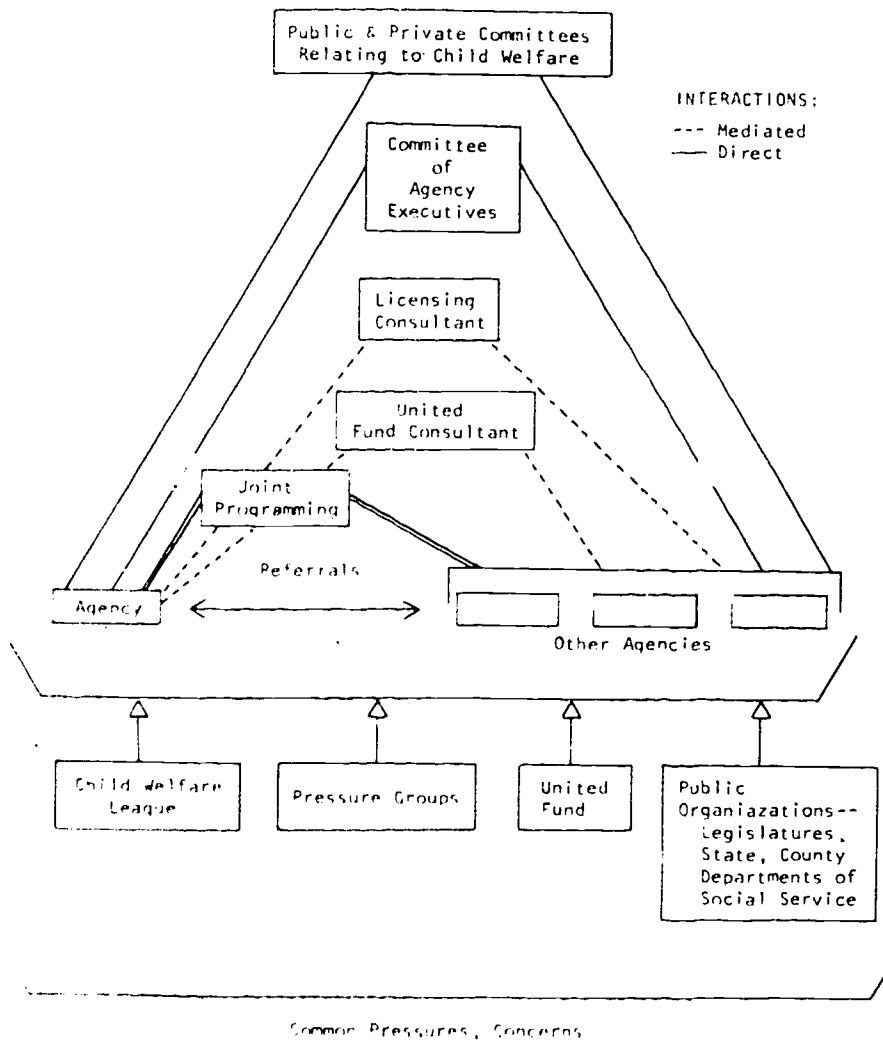 Public & Private Committees
Relating to Child Welfare
INTERACTIONS:
--- Mediated
— Direct
Committee
of
Agency
Executives
Licensing
Consultant
United
Fund Consultant
Joint
Programming
Referrals
Agency
Other Agencies
Child Welfare
League
Pressure Groups
United
Fund
Public
Organiazations--
Legislatures,
State, County
Departments of
Social Service
Common Pressures, Concerns